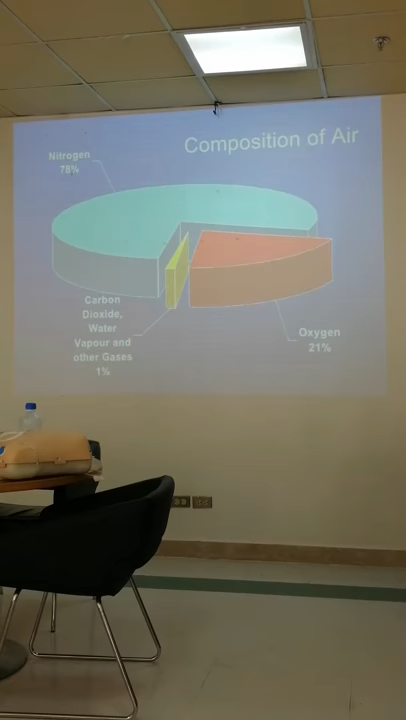 Composition of Air
Nitrogen
78%
Carbon
Dioxide,
Water
Vapour and
other Gases
1%
Oxygen
21%